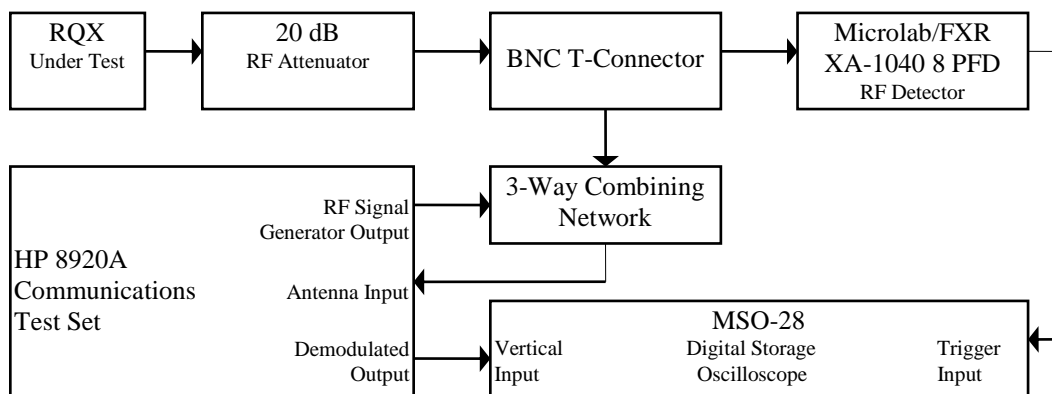 RQX
Under Test
20 dB
RF Attenuator
BNC T-Connector
Microlab/FXR
XA-1040 8 PFD
RF Detector
3-Way Combining
Network
HP 8920A
Communications
Test Set
RF Signal
Generator Output
Antenna Input
Demodulated
Output
MSO-28
Digital Storage
Oscilloscope
Vertical
Input
Trigger
Input